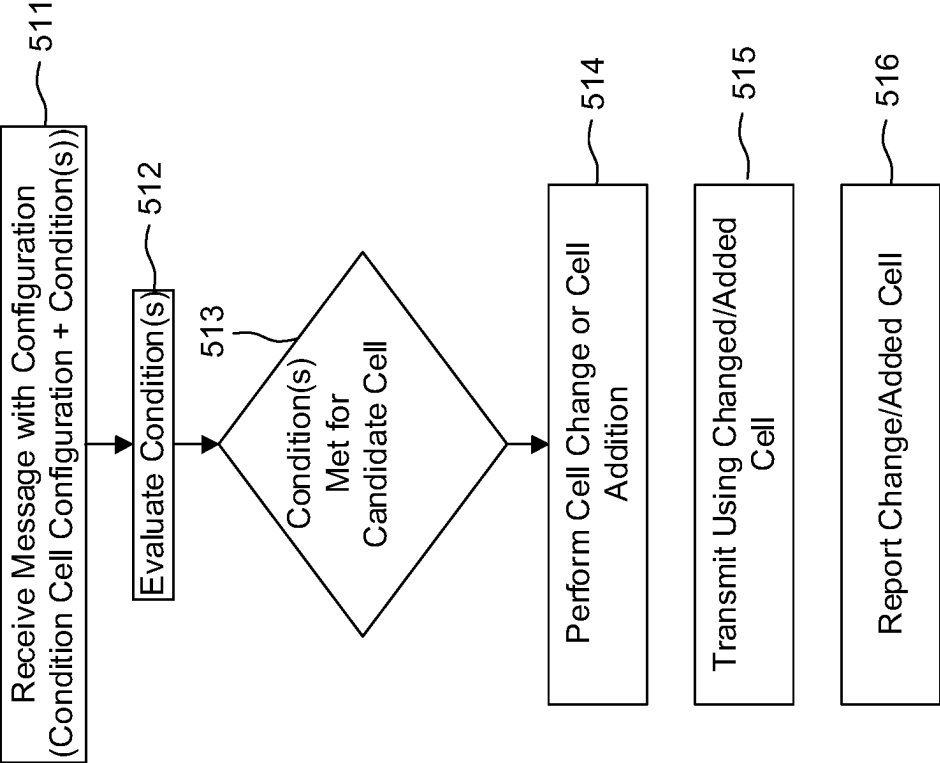 Receive Message with Configuration
(Condition Cell Configuration + Condition(s))
511
Evaluate Condition(s)
512
Condition(s)
Met for
Candidate Cell
513
Perform Cell Change or Cell
Addition
514
Transmit Using Changed/Added
Cell
515
Report Change/Added Cell
516